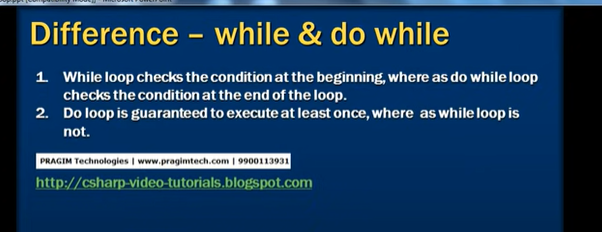 Difference – while & do while
1. While loop checks the condition at the beginning, where as do while loop
checks the condition at the end of the loop.
2. Do loop is guaranteed to execute at least once, where as while loop is
not.
PRAGIM Technologies | www.pragimtech.com | 9900113931
http://csharp-video-tutorials.blogspot.com